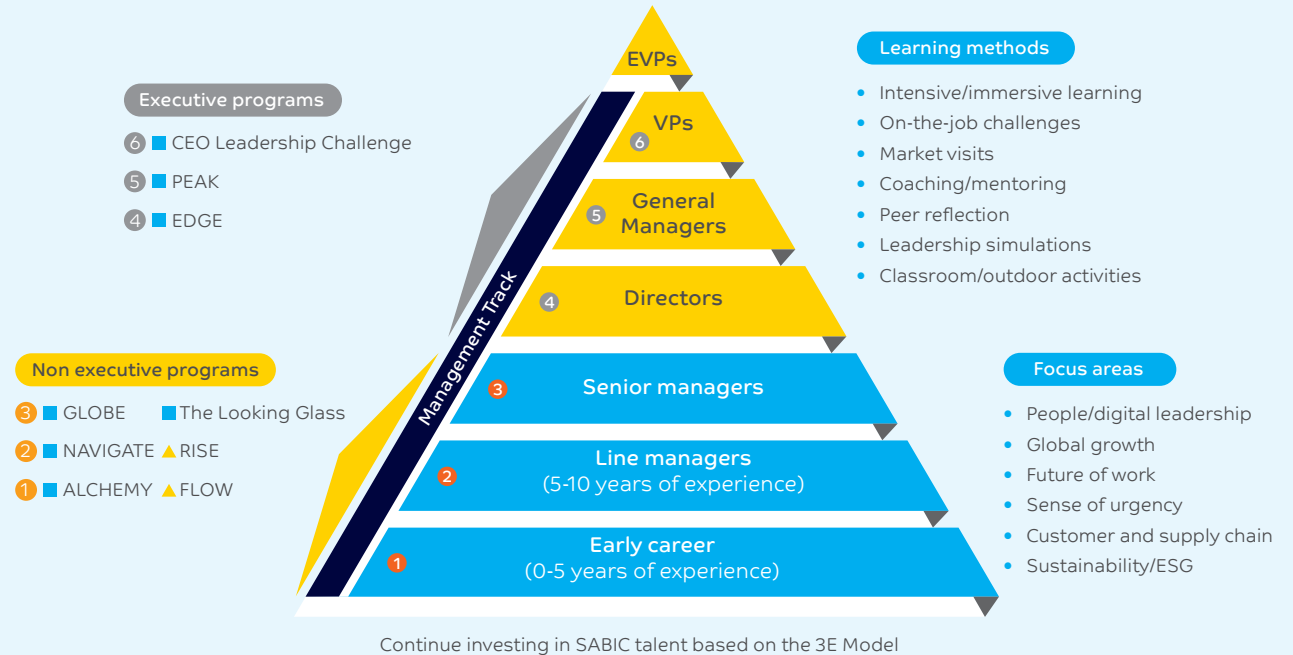 Executive programs
6 CEO Leadership Challenge
5 PEAK
4 EDGE
Non executive programs
3 GLOBE The Looking Glass
2 NAVIGATE RISE
1 ALCHEMY FLOW
Management Track
EVPs
VPs
6
General
Managers
5
Directors
4
Senior managers
3
Line managers
(5-10 years of experience)
2
Early career
(0-5 years of experience)
1
Learning methods
• Intensive/immersive learning
• On-the-job challenges
• Market visits
• Coaching/mentoring
• Peer reflection
• Leadership simulations
• Classroom/outdoor activities
Focus areas
• People/digital leadership
• Global growth
• Future of work
• Sense of urgency
• Customer and supply chain
• Sustainability/ESG
Continue investing in SABIC talent based on the 3E Model